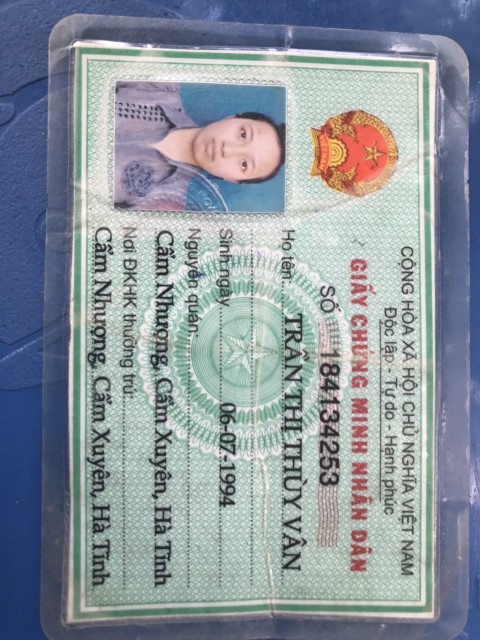 CỘNG HÒA XÃ HỘI CHỦ NGHĨA VIỆT NAM
Độc lập - Tự do - Hạnh phúc
GIẤY CHỨNG MINH NHÂN DÂN
SỐ 184134253
Họ tên: TRẦN THỊ THÙY VÂN
Sinh ngày 06-07-1994
Nguyên quán
Cẩm Nhượng, Cẩm Xuyên, Hà Tĩnh
Nơi ĐKHK thường trú:
Cẩm Nhượng, Cẩm Xuyên, Hà Tĩnh